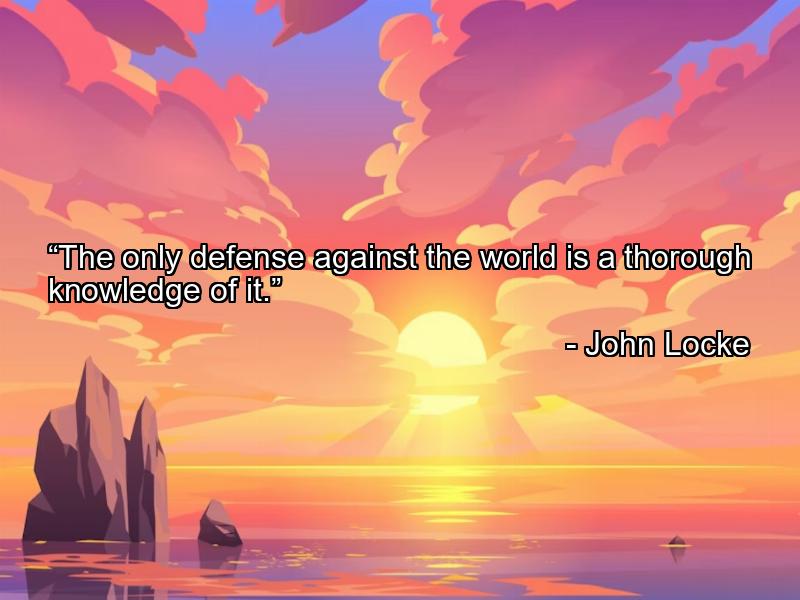 “The only defense against the world is a thorough
knowledge of it.”
- John Locke